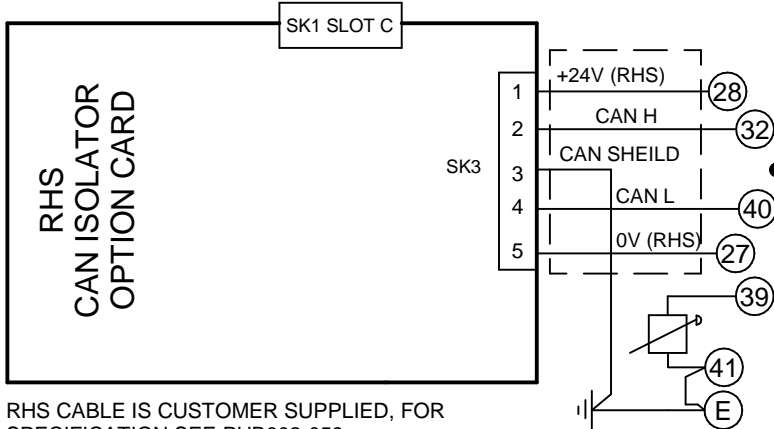 SK1 SLOT C
RHS
CAN ISOLATOR
OPTION CARD
SK3
1
2
3
4
5
+24V (RHS)
CAN H
CAN SHEILD
CAN L
0V (RHS)
28
32
40
27
39
41
E
RHS CABLE IS CUSTOMER SUPPLIED, FOR